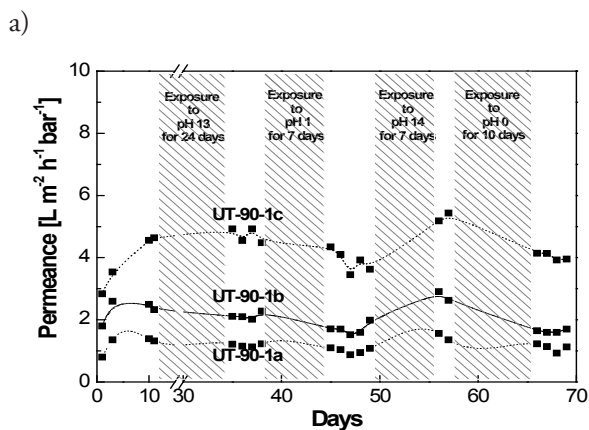 a)
Permeance [L m⁻² h⁻¹ bar⁻¹]
10
8
6
4
2
0
Exposure
to
pH 13
for 24 days
Exposure
to
pH 1
for 7 days
Exposure
to
pH 14
for 7 days
Exposure
to
pH 0
for 10 days
UT-90-1c
UT-90-1b
UT-90-1a
0 10 30 40 50 60 70
Days